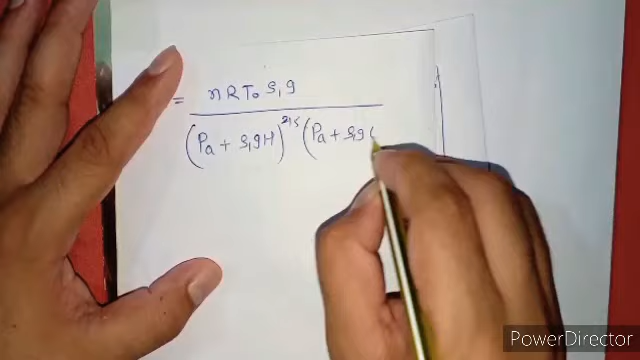 = nRT₀ ρ₁g
(Pₐ + ρ₁gH)^2/5 (Pₐ + ρ₁g (
PowerDirector